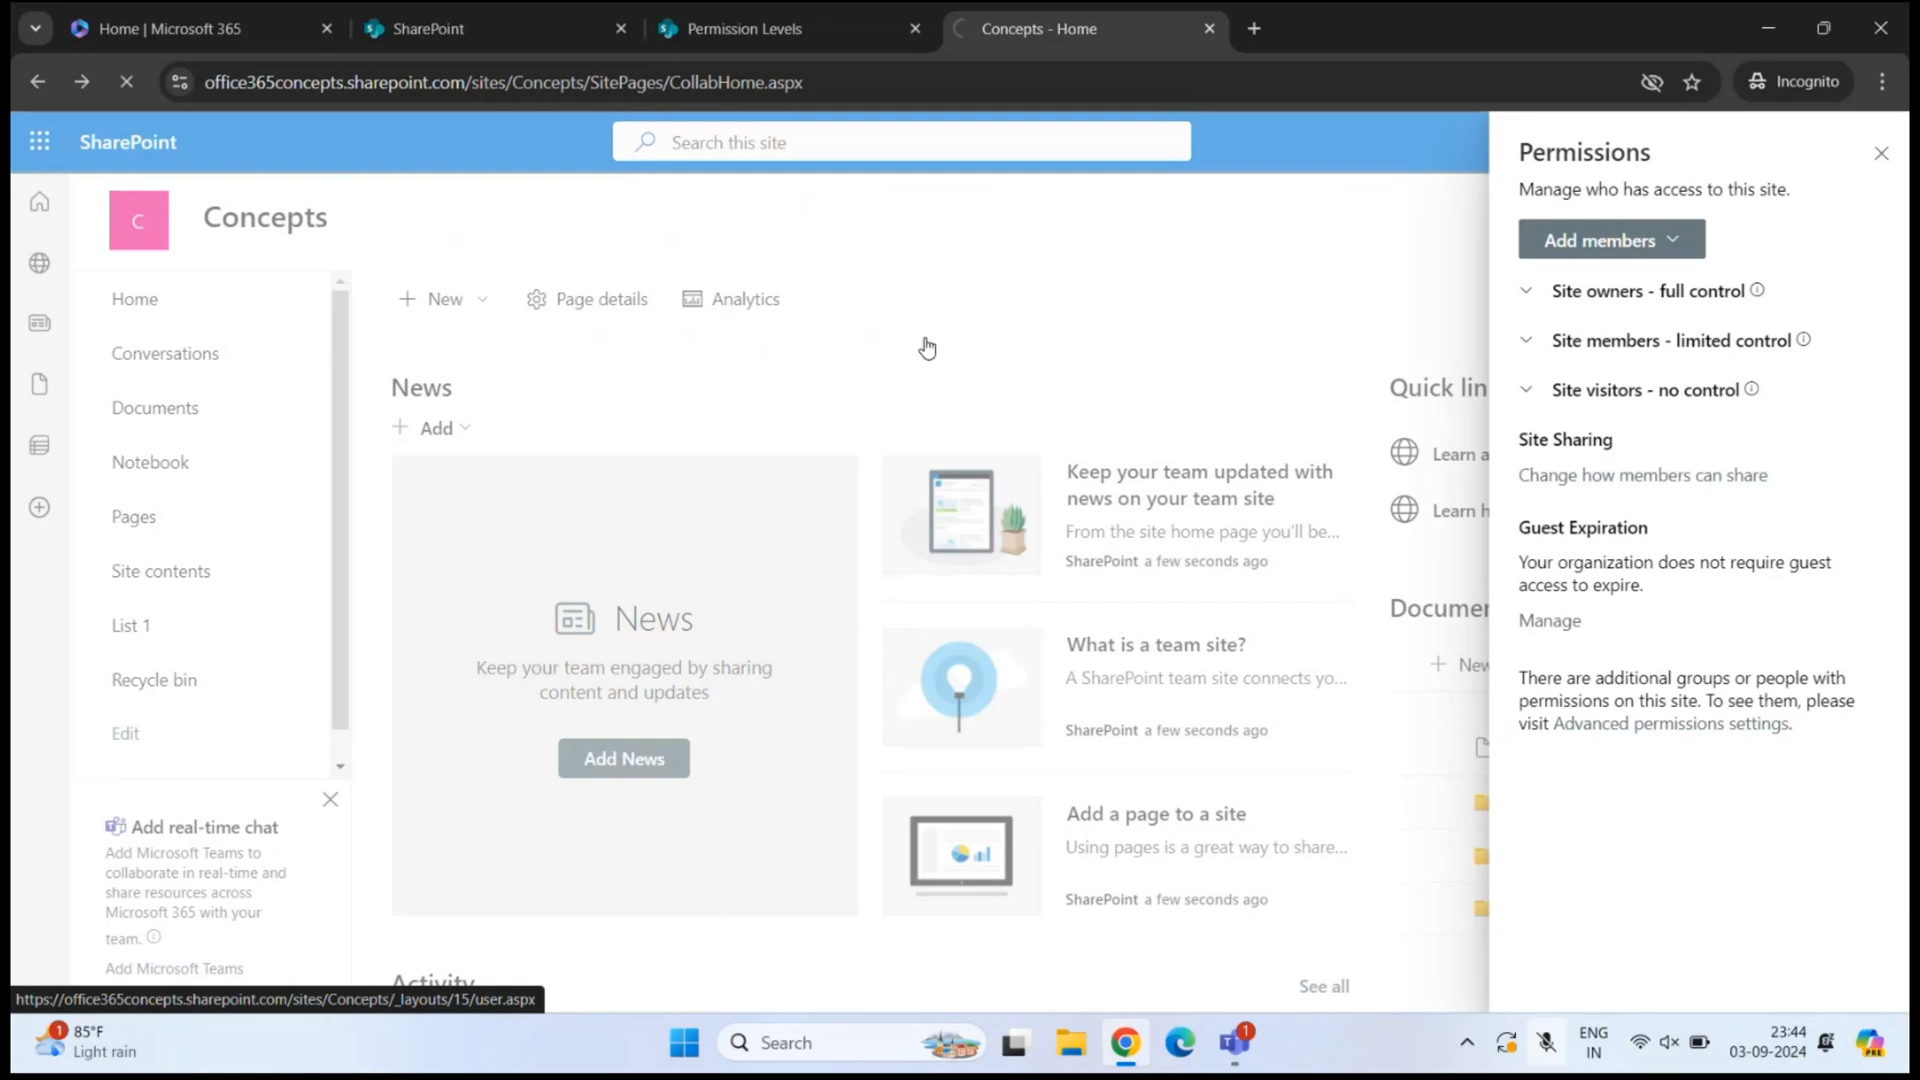 Home | Microsoft 365
SharePoint
Permission Levels
Concepts - Home
office365concepts.sharepoint.com/sites/Concepts/SitePages/CollabHome.aspx
Incognito
SharePoint
Search this site
C
Concepts
Home
Conversations
Documents
Notebook
Pages
Site contents
List 1
Recycle bin
Edit
Add real-time chat
Add Microsoft Teams to
collaborate in real-time and
share resources across
Microsoft 365 with your
team.
Add Microsoft Teams
New
Page details
Analytics
News
Add
News
Keep your team engaged by sharing
content and updates
Add News
Keep your team updated with
news on your team site
From the site home page you'll be...
SharePoint a few seconds ago
What is a team site?
A SharePoint team site connects yo...
SharePoint a few seconds ago
Add a page to a site
Using pages is a great way to share...
SharePoint a few seconds ago
Activity
See all
Quick lin
Learn a
Learn h
Documen
New
Permissions
Manage who has access to this site.
Add members
Site owners - full control
Site members - limited control
Site visitors - no control
Site Sharing
Change how members can share
Guest Expiration
Your organization does not require guest
access to expire.
Manage
There are additional groups or people with
permissions on this site. To see them, please
visit Advanced permissions settings.
https://office365concepts.sharepoint.com/sites/Concepts/_layouts/15/user.aspx
1
85°F
Light rain
Search
1
ENG
IN
23:44
03-09-2024
PRE